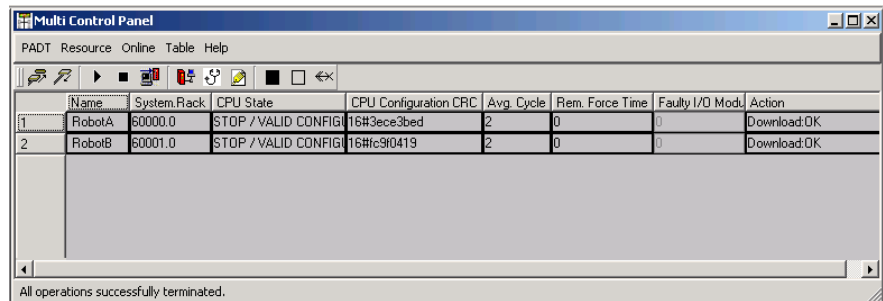 Multi Control Panel
PADT Resource Online Table Help
Name System.Rack CPU State CPU Configuration CRC Avg. Cycle Rem. Force Time Faulty I/O Modu Action
1 RobotA 60000.0 STOP / VALID CONFIGU 16#3ece3bed 2 0 0 Download:OK
2 RobotB 60001.0 STOP / VALID CONFIGU 16#fc9f0419 2 0 0 Download:OK
All operations successfully terminated.